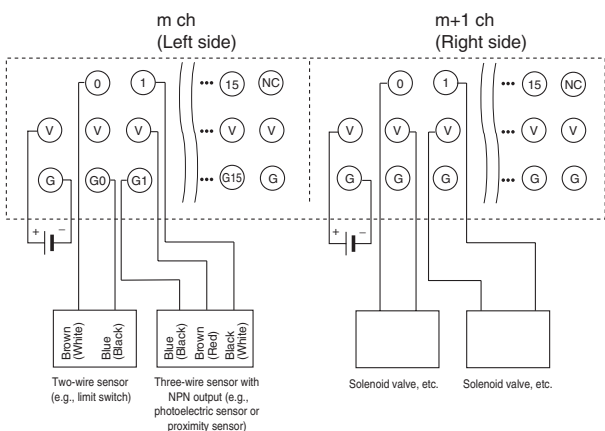 m ch
(Left side)
m+1 ch
(Right side)
0 1 ••• 15 NC
0 1 ••• 15 NC
V V V ••• V V
V V V ••• V V
G G0 G1 ••• G15 G
G G G ••• G G
+ −
+ −
Brown
(White)
Blue
(Black)
Blue
(Black)
Brown
(Red)
Black
(White)
Two-wire sensor
(e.g., limit switch)
Three-wire sensor with
NPN output (e.g.,
photoelectric sensor or
proximity sensor)
Solenoid valve, etc.
Solenoid valve, etc.